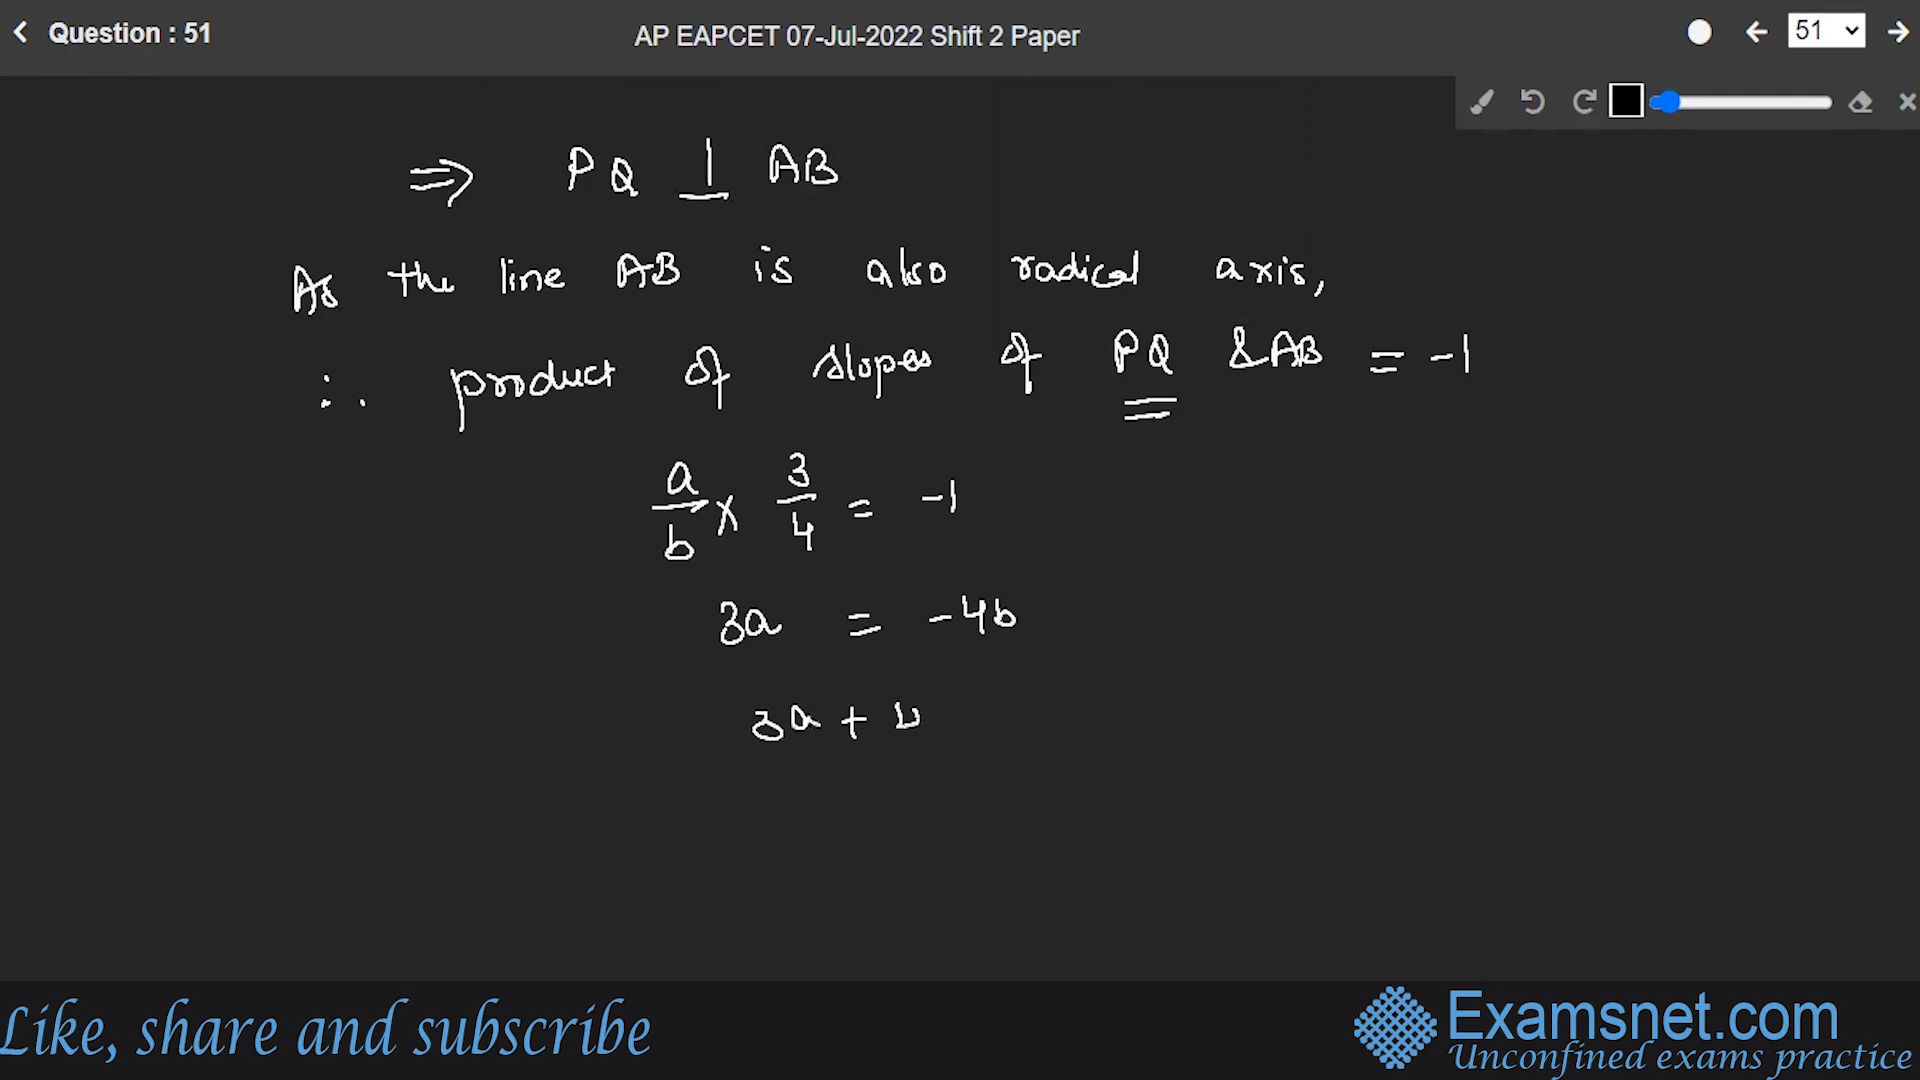 Question : 51
AP EAPCET 07-Jul-2022 Shift 2 Paper
51
⇒ PQ ⊥ AB
As the line AB is also radical axis,
∴ product of slopes of PQ & AB = -1
a/b × 3/4 = -1
3a = -4b
3a +
Like, share and subscribe
Examsnet.com
Unconfined exams practice